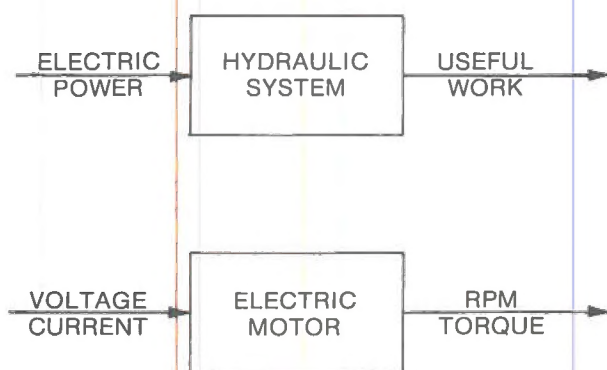 ELECTRIC
POWER
HYDRAULIC
SYSTEM
USEFUL
WORK
VOLTAGE
CURRENT
ELECTRIC
MOTOR
RPM
TORQUE